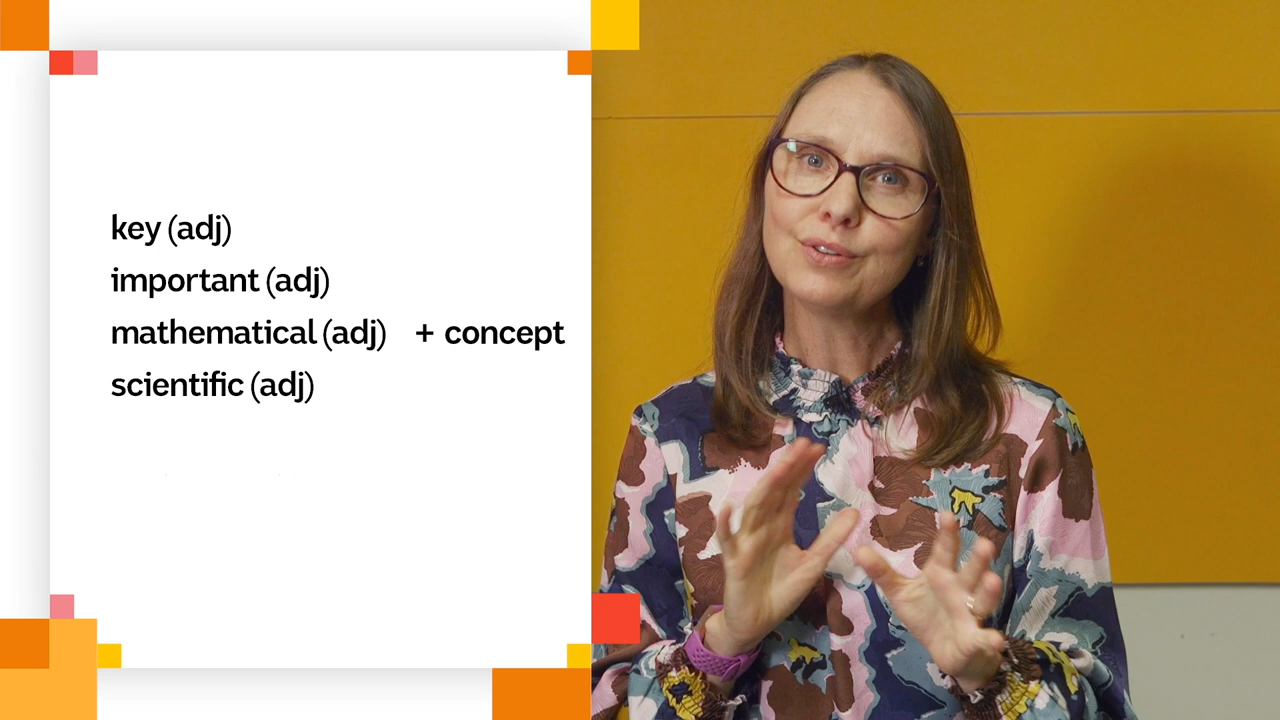 key (adj)
important (adj)
mathematical (adj) + concept
scientific (adj)